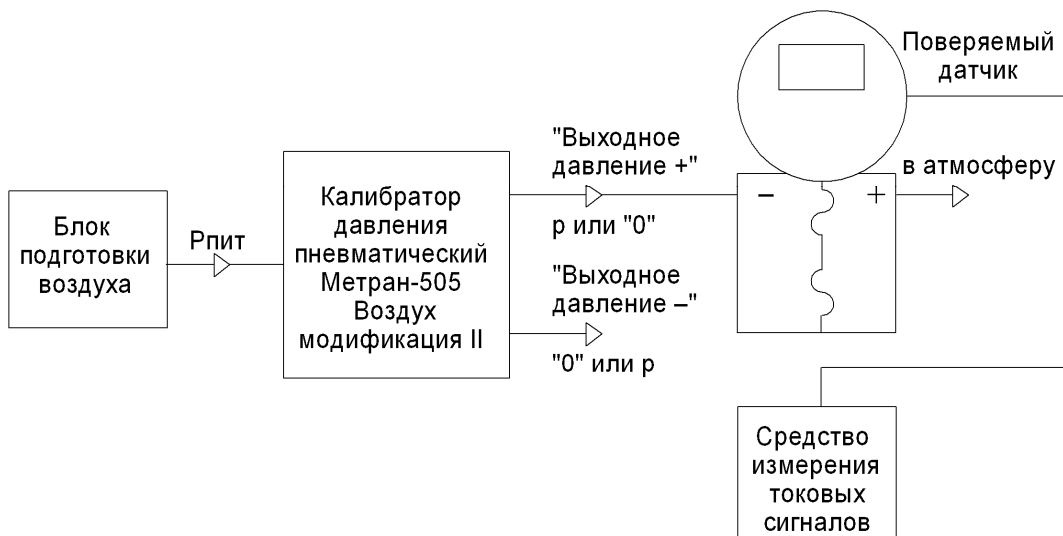 Блок
подготовки
воздуха
Pпит
Калибратор
давления
пневматический
Метран-505
Воздух
модификация II
"Выходное
давление +"
p или "0"
"Выходное
давление –"
"0" или p
–
+
Поверяемый
датчик
в атмосферу
Средство
измерения
токовых
сигналов